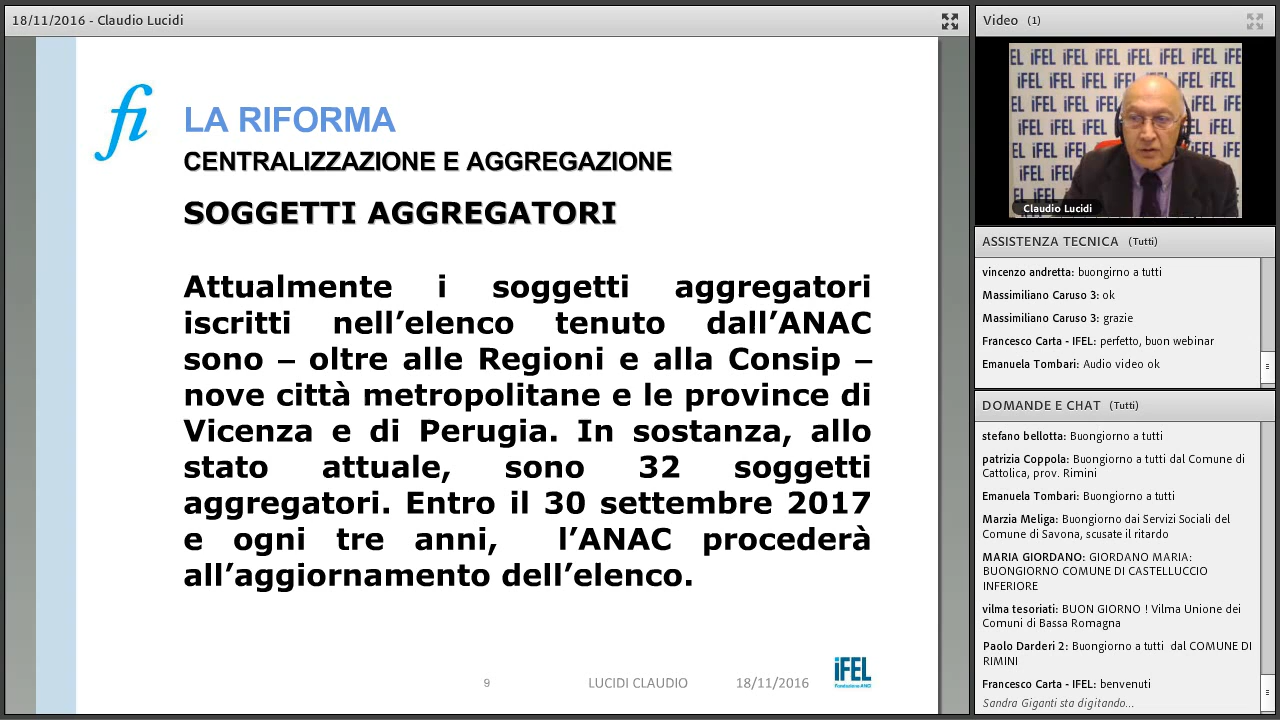 18/11/2016 - Claudio Lucidi
fi
LA RIFORMA
CENTRALIZZAZIONE E AGGREGAZIONE
SOGGETTI AGGREGATORI
Attualmente i soggetti aggregatori
iscritti nell’elenco tenuto dall’ANAC
sono – oltre alle Regioni e alla Consip –
nove città metropolitane e le province di
Vicenza e di Perugia. In sostanza, allo
stato attuale, sono 32 soggetti
aggregatori. Entro il 30 settembre 2017
e ogni tre anni, l’ANAC procederà
all’aggiornamento dell’elenco.
9
LUCIDI CLAUDIO
18/11/2016
iFEL
Fondazione ANCI
Video (1)
iFEL
Claudio Lucidi
ASSISTENZA TECNICA (Tutti)
vincenzo andretta: buongirno a tutti
Massimiliano Caruso 3: ok
Massimiliano Caruso 3: grazie
Francesco Carta - IFEL: perfetto, buon webinar
Emanuela Tombari: Audio video ok
DOMANDE E CHAT (Tutti)
stefano bellotta: Buongiorno a tutti
patrizia Coppola: Buongiorno a tutti dal Comune di
Cattolica, prov. Rimini
Emanuela Tombari: Buongiorno a tutti
Marzia Meliga: Buongiorno dai Servizi Sociali del
Comune di Savona, scusate il ritardo
MARIA GIORDANO: GIORDANO MARIA:
BUONGIORNO COMUNE DI CASTELLUCCIO
INFERIORE
vilma tesoriati: BUON GIORNO ! Vilma Unione dei
Comuni di Bassa Romagna
Paolo Darderi 2: Buongiorno a tutti dal COMUNE DI
RIMINI
Francesco Carta - IFEL: benvenuti
Sandra Giganti sta digitando...